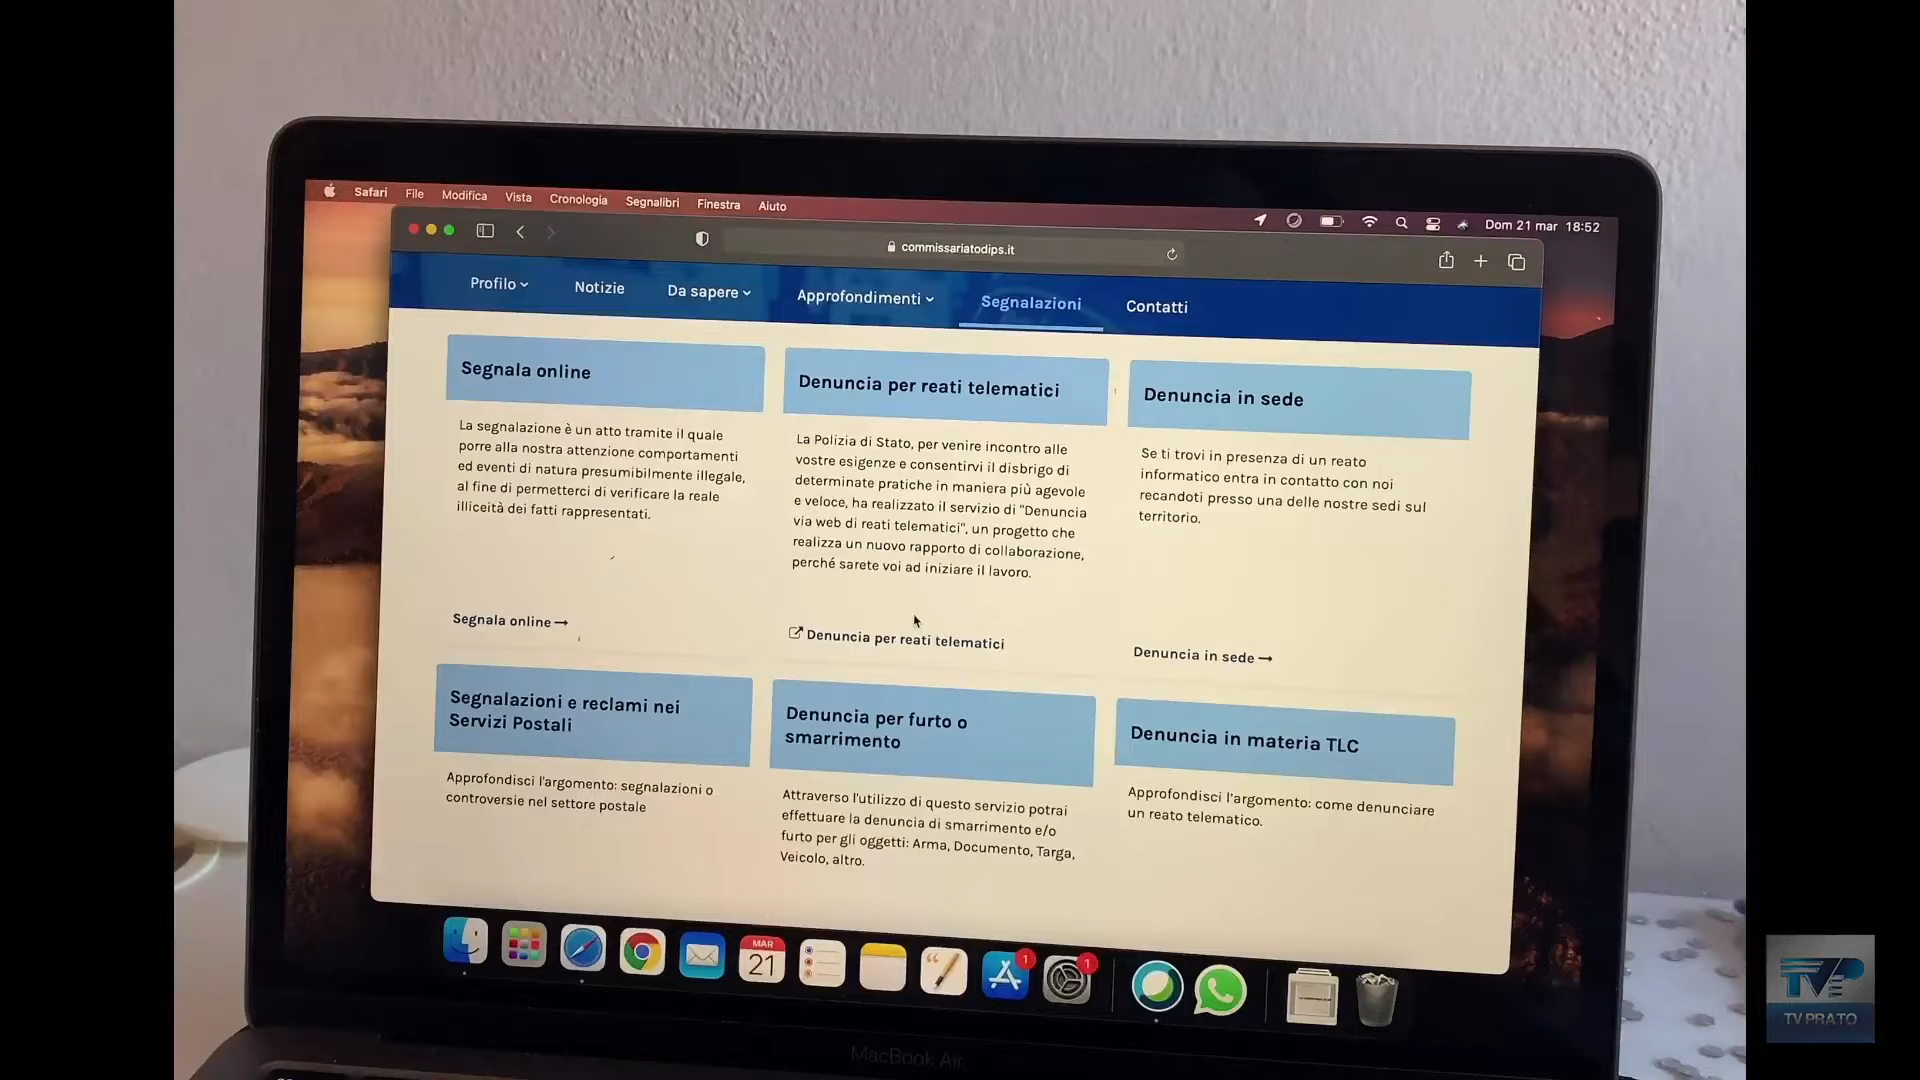 Safari File Modifica Vista Cronologia Segnalibri Finestra Aiuto
Dom 21 mar 18:52
commissariatodips.it
Profilo Notizie Da sapere Approfondimenti Segnalazioni Contatti
Segnala online
La segnalazione è un atto tramite il quale
porre alla nostra attenzione comportamenti
ed eventi di natura presumibilmente illegale,
al fine di permetterci di verificare la reale
illiceità dei fatti rappresentati.
Segnala online
Denuncia per reati telematici
La Polizia di Stato, per venire incontro alle
vostre esigenze e consentirvi il disbrigo di
determinate pratiche in maniera più agevole
e veloce, ha realizzato il servizio di "Denuncia
via web di reati telematici", un progetto che
realizza un nuovo rapporto di collaborazione,
perché sarete voi ad iniziare il lavoro.
Denuncia per reati telematici
Denuncia in sede
Se ti trovi in presenza di un reato
informatico entra in contatto con noi
recandoti presso una delle nostre sedi sul
territorio.
Denuncia in sede
Segnalazioni e reclami nei
Servizi Postali
Approfondisci l'argomento: segnalazioni o
controversie nel settore postale
Denuncia per furto o
smarrimento
Attraverso l'utilizzo di questo servizio potrai
effettuare la denuncia di smarrimento e/o
furto per gli oggetti: Arma, Documento, Targa,
Veicolo, altro.
Denuncia in materia TLC
Approfondisci l'argomento: come denunciare
un reato telematico.
MAR
21
1
1
MacBook Air
TVP
TV PRATO